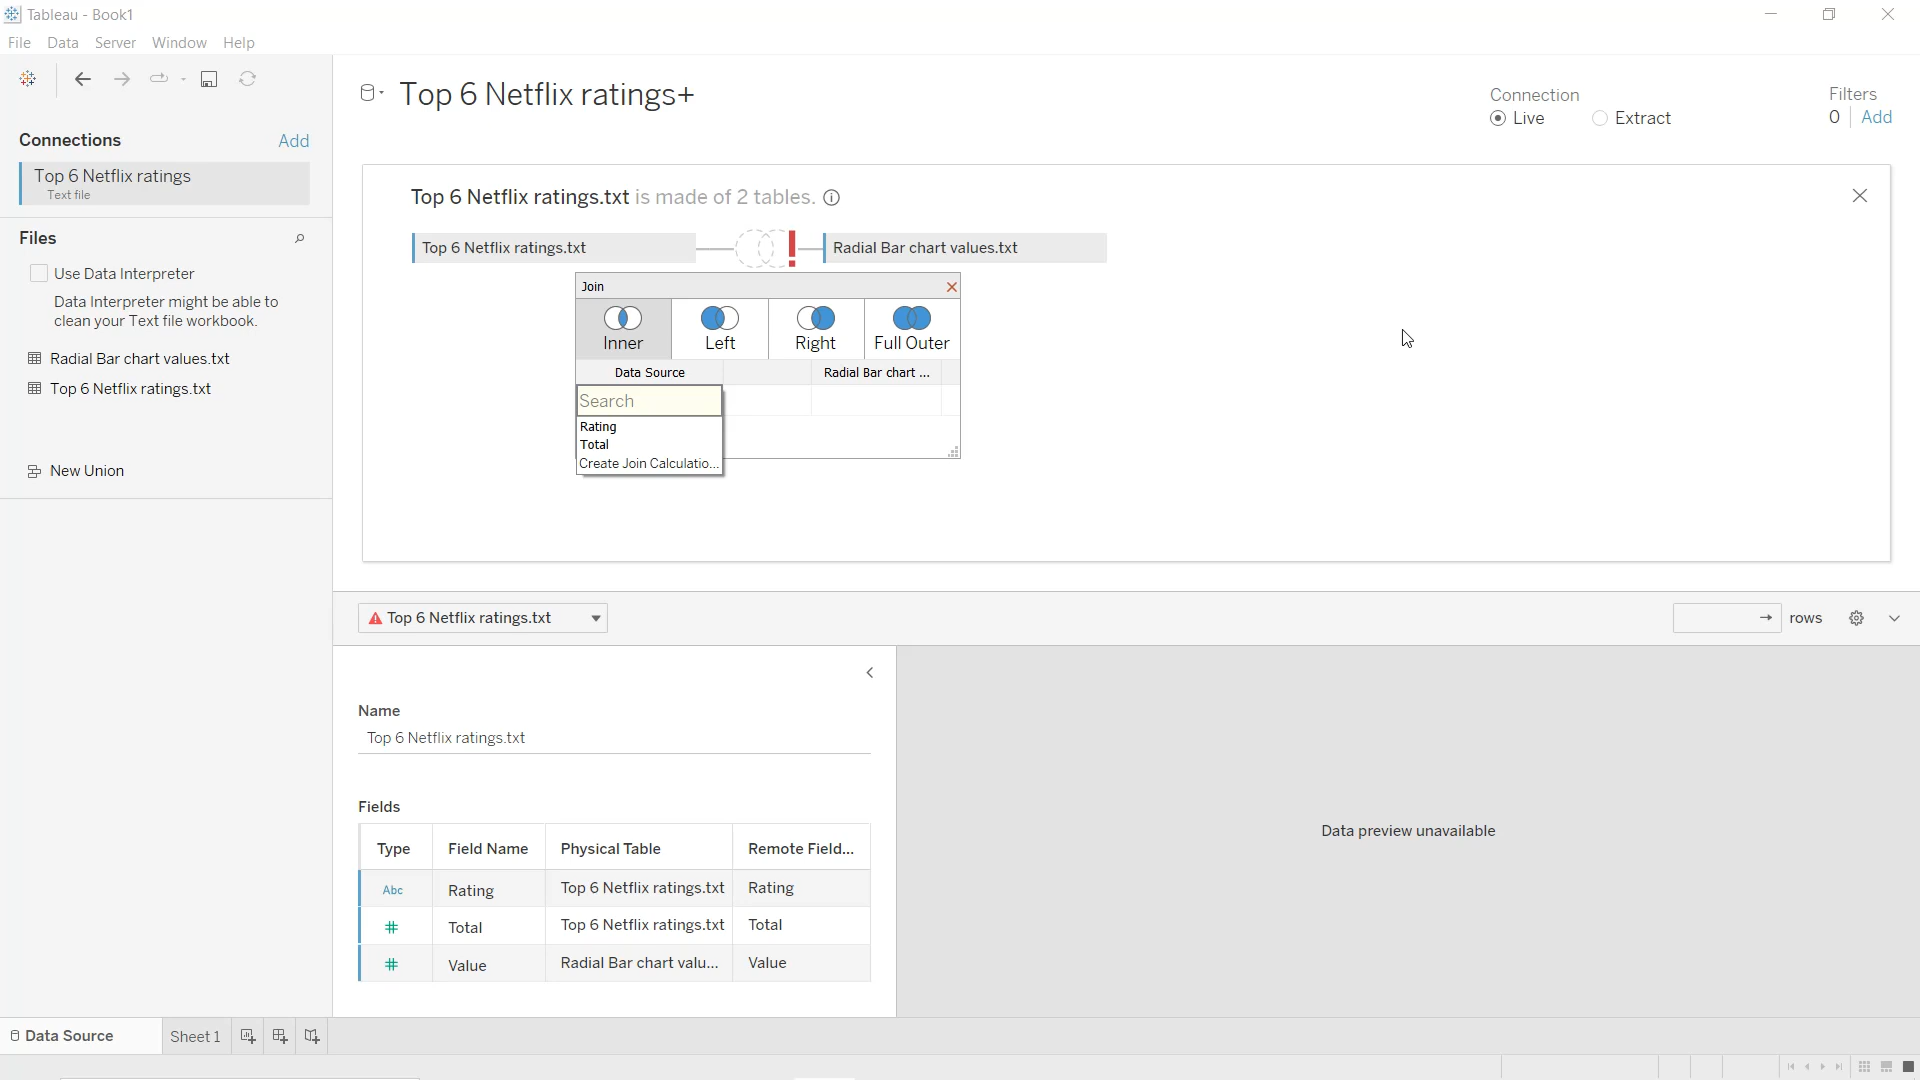 Tableau - Book1
File Data Server Window Help
Connections Add
Top 6 Netflix ratings
Text file
Files
Use Data Interpreter
Data Interpreter might be able to
clean your Text file workbook.
Radial Bar chart values.txt
Top 6 Netflix ratings.txt
New Union
Top 6 Netflix ratings+
Connection
Live Extract
Filters
0 Add
Top 6 Netflix ratings.txt is made of 2 tables.
Top 6 Netflix ratings.txt Radial Bar chart values.txt
Join
Inner Left Right Full Outer
Data Source Radial Bar chart ...
Search
Rating
Total
Create Join Calculatio...
Top 6 Netflix ratings.txt rows
Name
Top 6 Netflix ratings.txt
Fields
Type Field Name Physical Table Remote Field...
Abc Rating Top 6 Netflix ratings.txt Rating
# Total Top 6 Netflix ratings.txt Total
# Value Radial Bar chart valu... Value
Data preview unavailable
Data Source Sheet 1